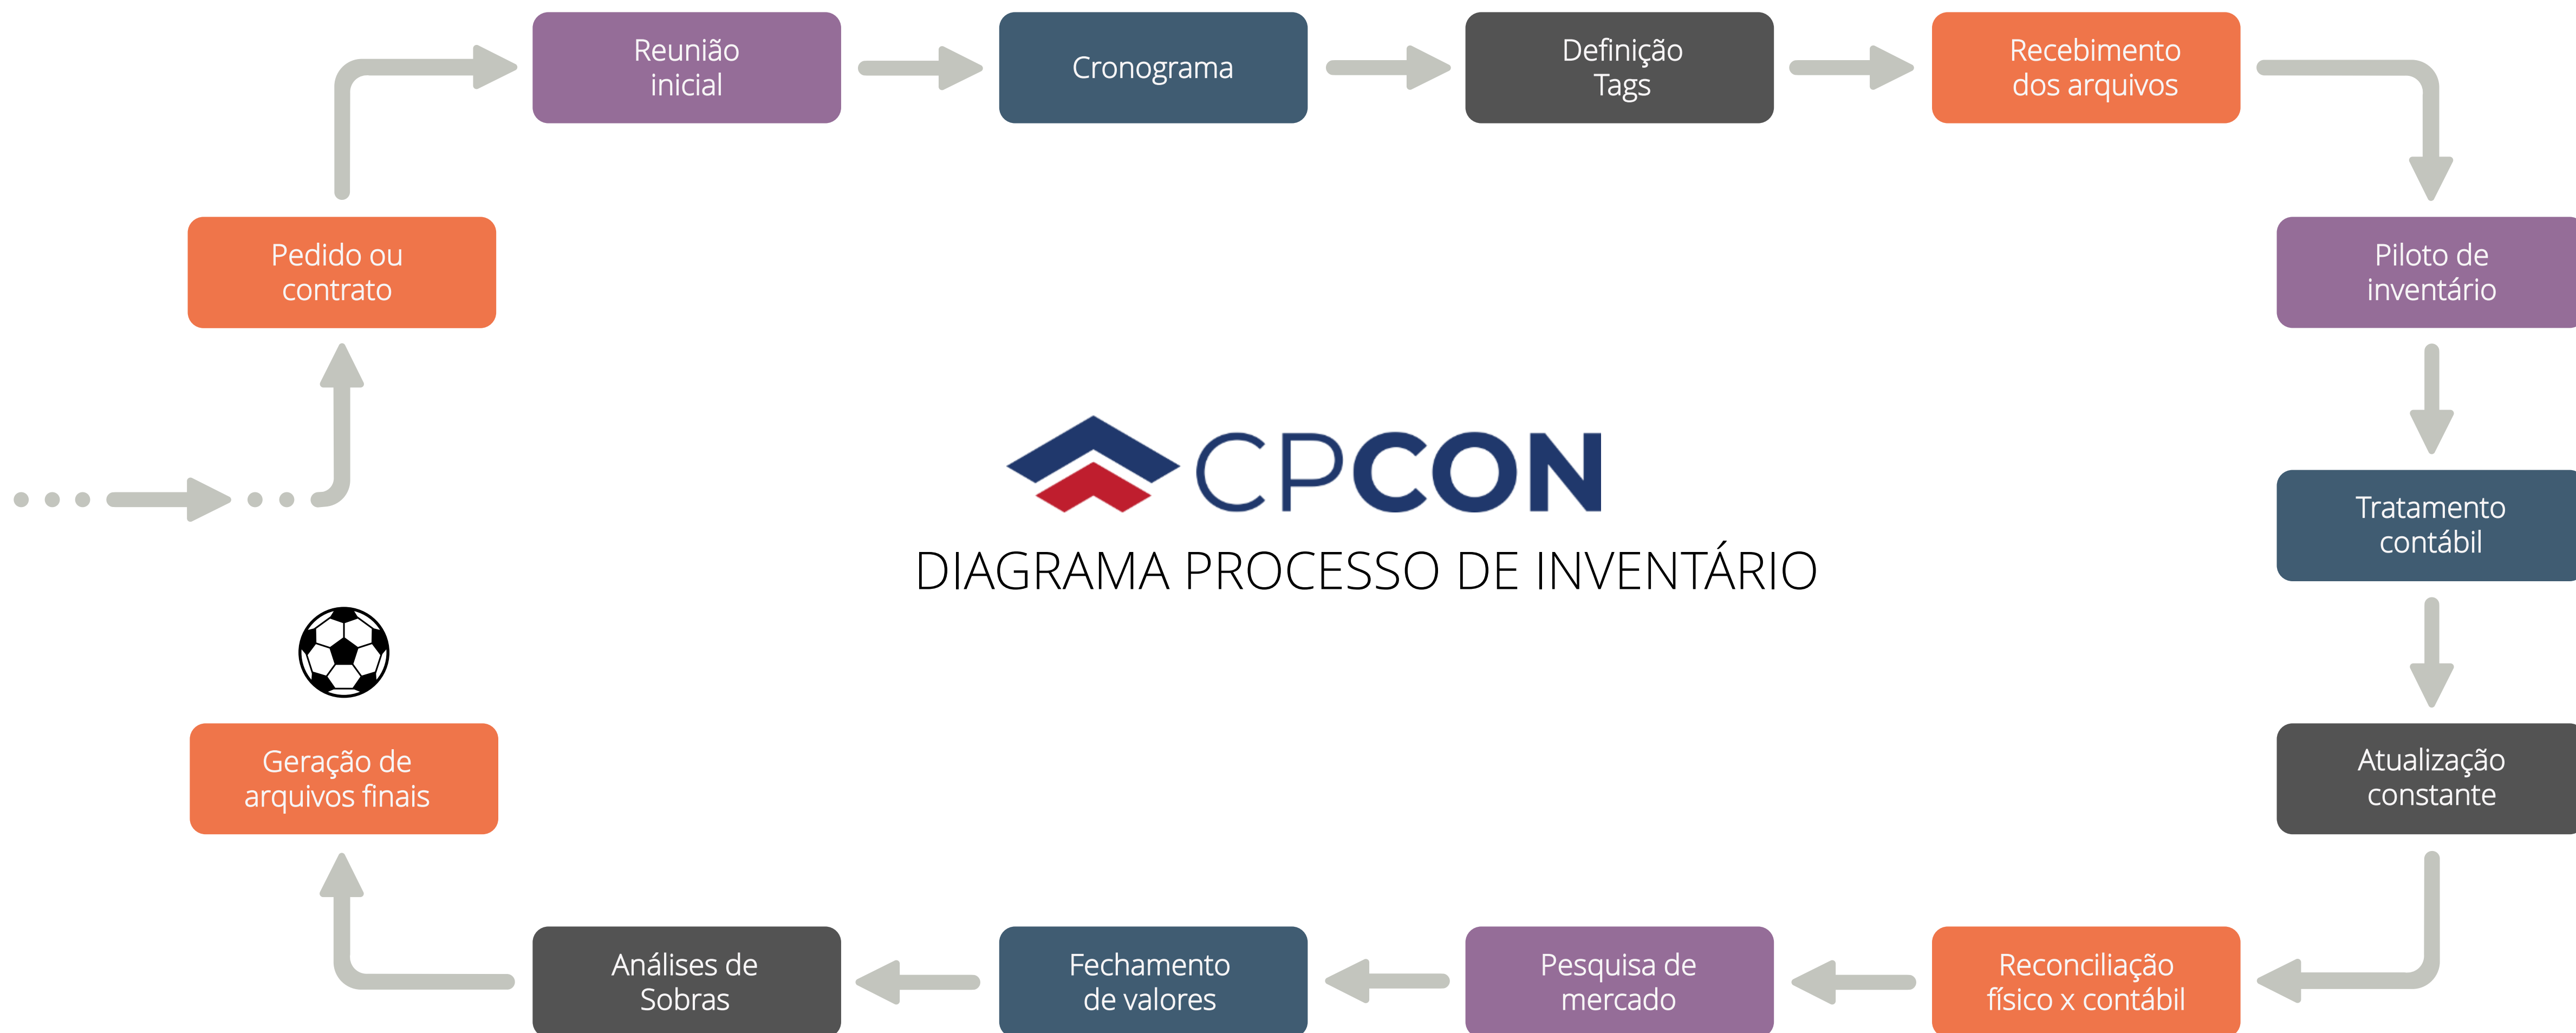 Reunião
inicial
Cronograma
Definição
Tags
Recebimento
dos arquivos
Pedido ou
contrato
Piloto de
inventário
Tratamento
contábil
CPCON
DIAGRAMA PROCESSO DE INVENTÁRIO
Atualização
constante
Reconciliação
físico x contábil
Pesquisa de
mercado
Fechamento
de valores
Análises de
Sobras
Geração de
arquivos finais